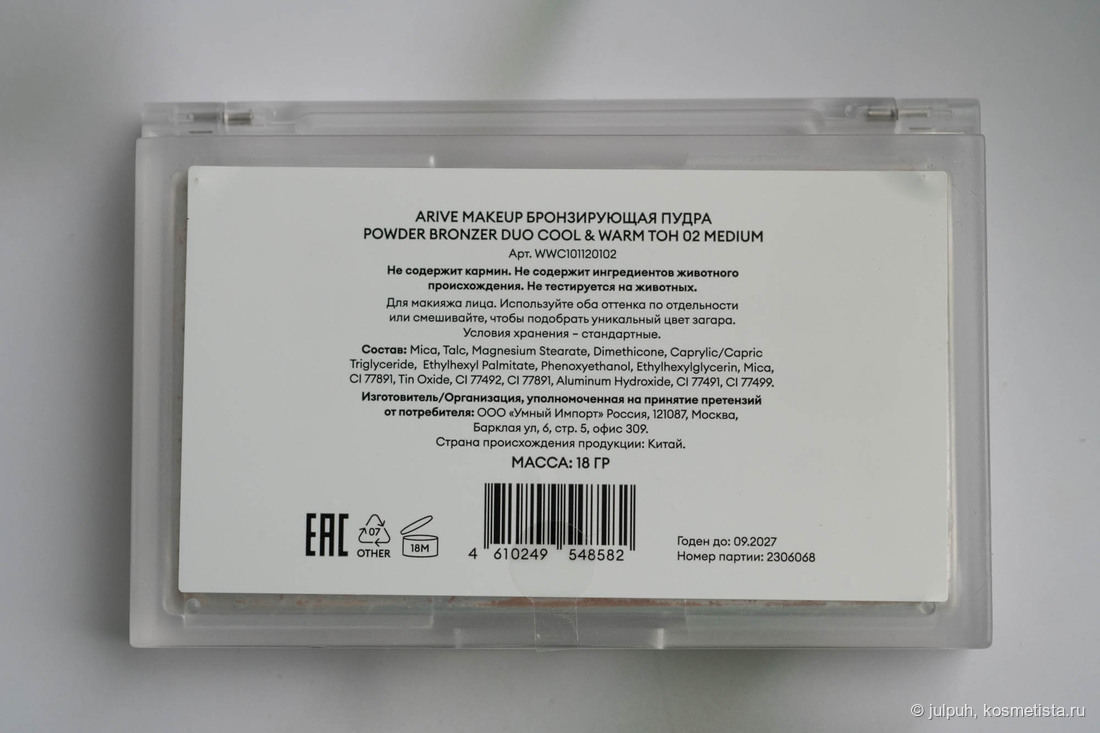 ARIVE MAKEUP БРОНЗИРУЮЩАЯ ПУДРА
POWDER BRONZER DUO COOL & WARM ТОН 02 MEDIUM
Арт. WWC101120102
Не содержит кармин. Не содержит ингредиентов животного
происхождения. Не тестируется на животных.
Для макияжа лица. Используйте оба оттенка по отдельности
или смешивайте, чтобы подобрать уникальный цвет загара.
Условия хранения – стандартные.
Состав: Mica, Talc, Magnesium Stearate, Dimethicone, Caprylic/Capric
Triglyceride, Ethylhexyl Palmitate, Phenoxyethanol, Ethylhexylglycerin, Mica,
CI 77891, Tin Oxide, CI 77492, CI 77891, Aluminum Hydroxide, CI 77491, CI 77499.
Изготовитель/Организация, уполномоченная на принятие претензий
от потребителя: ООО «Умный Импорт» Россия, 121087, Москва,
Барклая ул, 6, стр. 5, офис 309.
Страна происхождения продукции: Китай.
МАССА: 18 ГР
EAC
07
OTHER
18M
4 610249 548582
Годен до: 09.2027
Номер партии: 2306068
© julpuh, kosmetista.ru